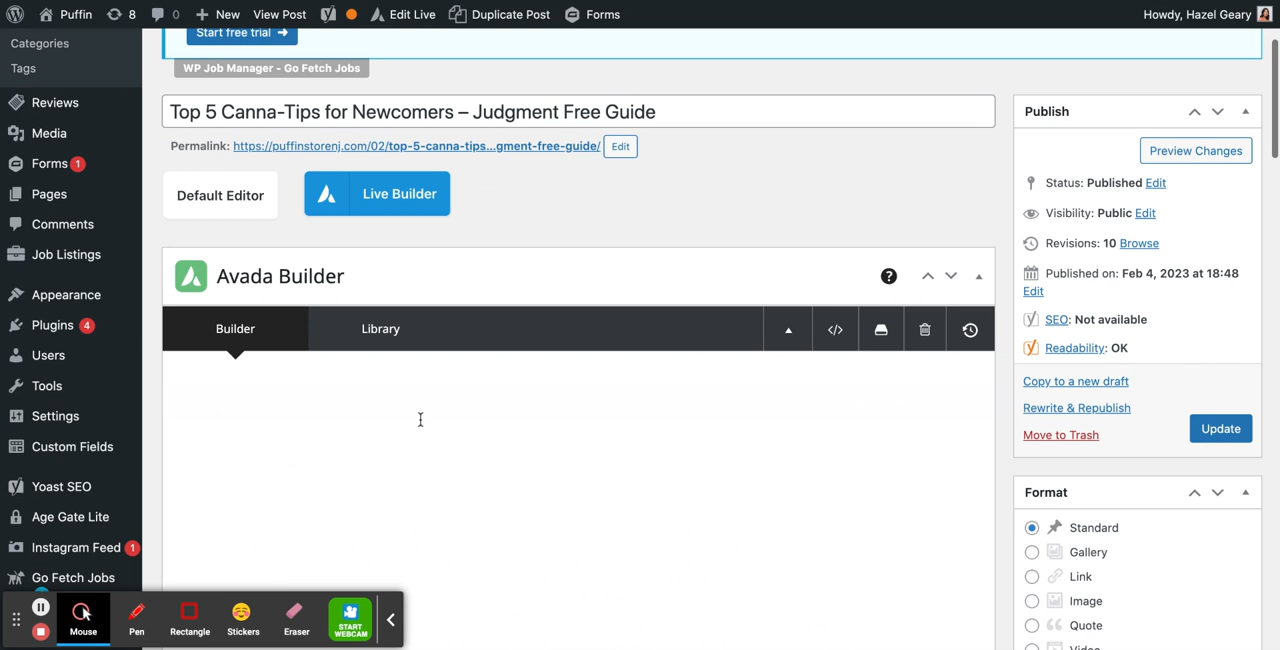 Puffin
8
0
New
View Post
Edit Live
Duplicate Post
Forms
Howdy, Hazel Geary
Categories
Tags
Reviews
Media
Forms 1
Pages
Comments
Job Listings
Appearance
Plugins 4
Users
Tools
Settings
Custom Fields
Yoast SEO
Age Gate Lite
Instagram Feed 1
Go Fetch Jobs
Start free trial ➔
WP Job Manager - Go Fetch Jobs
Top 5 Canna-Tips for Newcomers – Judgment Free Guide
Permalink: https://puffinstorenj.com/02/top-5-canna-tips...gment-free-guide/ Edit
Default Editor
Live Builder
Avada Builder
Builder
Library
Publish
Preview Changes
Status: Published Edit
Visibility: Public Edit
Revisions: 10 Browse
Published on: Feb 4, 2023 at 18:48
Edit
SEO: Not available
Readability: OK
Copy to a new draft
Rewrite & Republish
Move to Trash
Update
Format
Standard
Gallery
Link
Image
Quote
Video
Mouse
Pen
Rectangle
Stickers
Eraser
START
WEBCAM